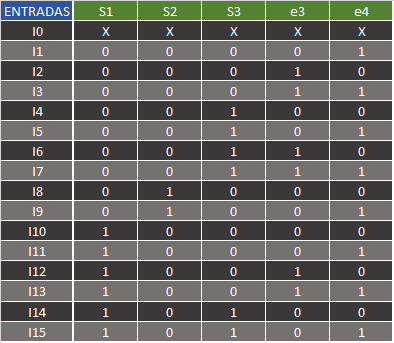 ENTRADAS S1 S2 S3 e3 e4
I0 X X X X X
I1 0 0 0 0 1
I2 0 0 0 1 0
I3 0 0 0 1 1
I4 0 0 1 0 0
I5 0 0 1 0 1
I6 0 0 1 1 0
I7 0 0 1 1 1
I8 0 1 0 0 0
I9 0 1 0 0 1
I10 1 0 0 0 0
I11 1 0 0 0 1
I12 1 0 0 1 0
I13 1 0 0 1 1
I14 1 0 1 0 0
I15 1 0 1 0 1